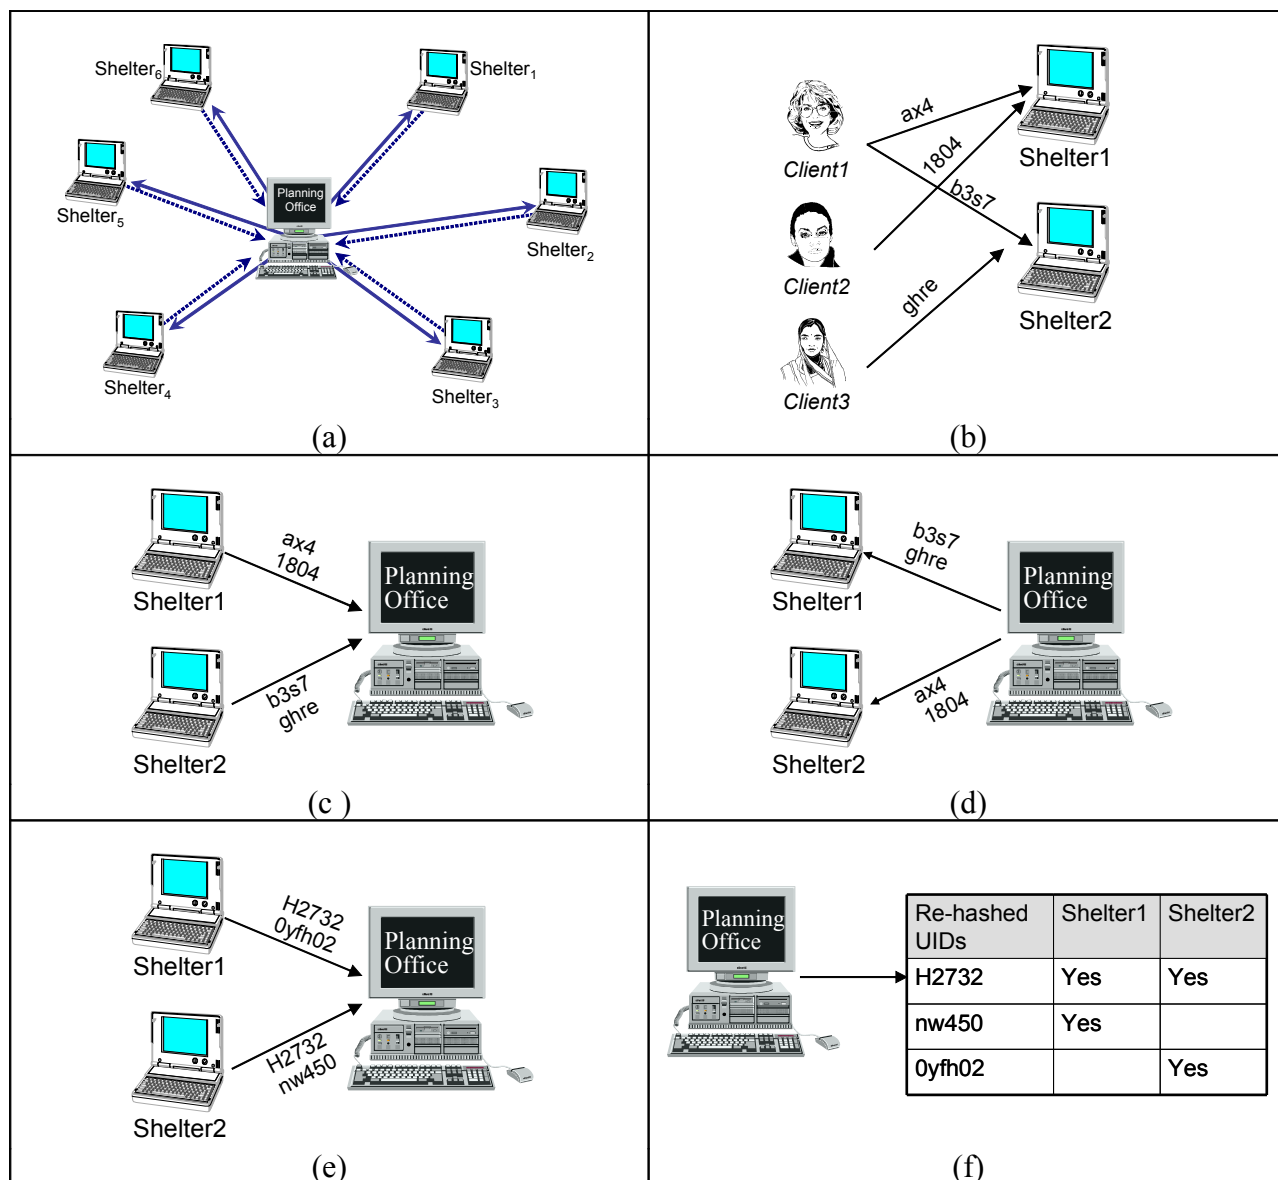 Shelter6
Shelter1
Planning
Office
Shelter5
Shelter2
Shelter4
Shelter3
(a)
ax4
Shelter1
Client1
1804
b3s7
Client2
ghre
Shelter2
Client3
(b)
ax4
1804
Shelter1
Planning
Office
b3s7
ghre
Shelter2
(c )
b3s7
ghre
Shelter1
Planning
Office
ax4
1804
Shelter2
(d)
H2732
0yfh02
Shelter1
Planning
Office
H2732
nw450
Shelter2
(e)
Planning
Office
Re-hashed UIDs Shelter1 Shelter2
H2732 Yes Yes
nw450 Yes
0yfh02 Yes
(f)